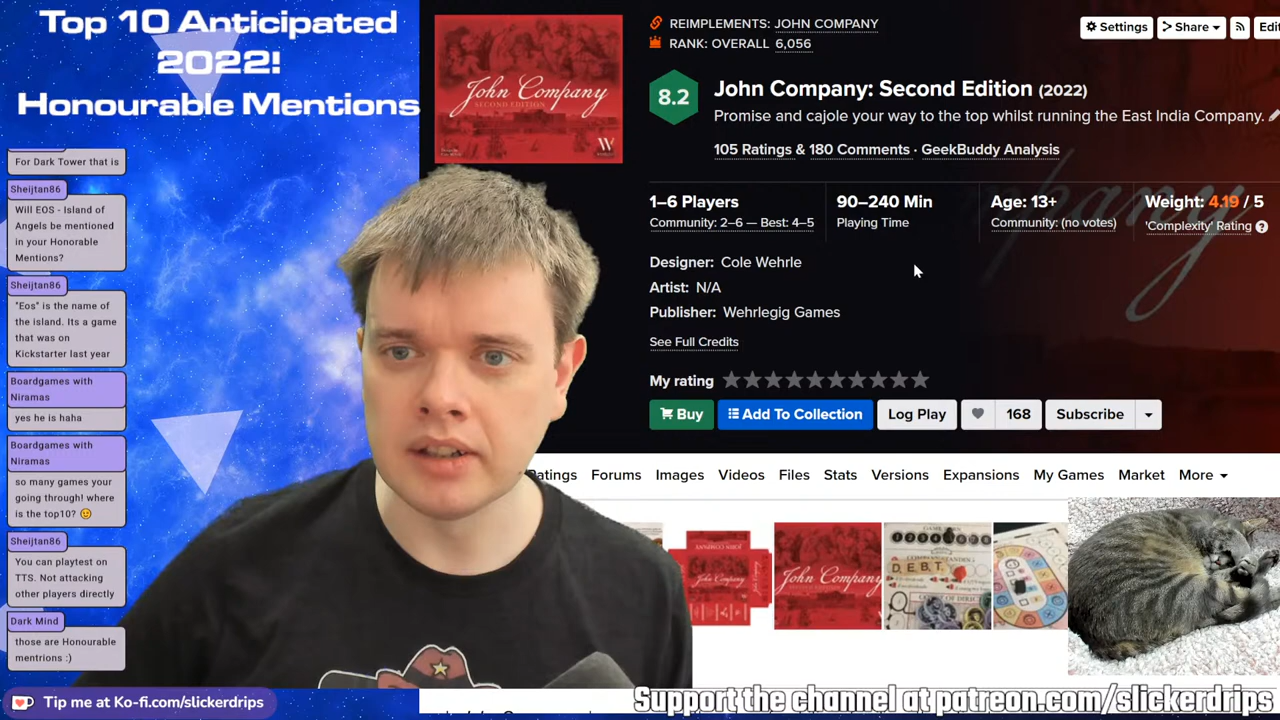 Top 10 Anticipated
2022!
Honourable Mentions
For Dark Tower that is
Sheijtan86
Will EOS - Island of
Angels be mentioned
in your Honorable
Mentions?
Sheijtan86
"Eos" is the name of
the island. Its a game
that was on
Kickstarter last year
Boardgames with
Niramas
yes he is haha
Boardgames with
Niramas
so many games your
going through! where
is the top10? 🙂
Sheijtan86
You can playtest on
TTS. Not attacking
other players directly
Dark Mind
those are Honourable
mentrions :)
Tip me at Ko-fi.com/slickerdrips
John Company
SECOND EDITION
REIMPLEMENTS: JOHN COMPANY
RANK: OVERALL 6,056
Settings
Share
Edit
8.2
John Company: Second Edition (2022)
Promise and cajole your way to the top whilst running the East India Company.
105 Ratings & 180 Comments · GeekBuddy Analysis
1–6 Players
Community: 2–6 — Best: 4–5
90–240 Min
Playing Time
Age: 13+
Community: (no votes)
Weight: 4.19 / 5
'Complexity' Rating
Designer: Cole Wehrle
Artist: N/A
Publisher: Wehrlegig Games
See Full Credits
My rating
Buy
Add To Collection
Log Play
168
Subscribe
Ratings
Forums
Images
Videos
Files
Stats
Versions
Expansions
My Games
Market
More
John Company
DEBT
Support the channel at patreon.com/slickerdrips